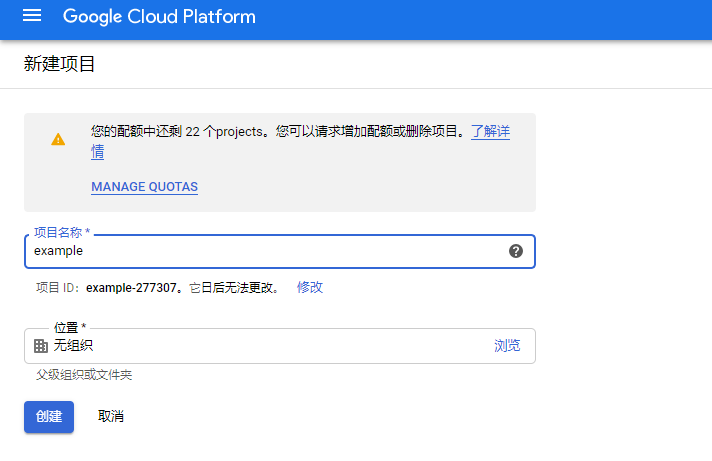 Google Cloud Platform
新建项目
您的配额中还剩 22 个projects。您可以请求增加配额或删除项目。了解详
情
MANAGE QUOTAS
项目名称 *
example
项目 ID：example-277307。它日后无法更改。 修改
位置 *
无组织 浏览
父级组织或文件夹
创建 取消